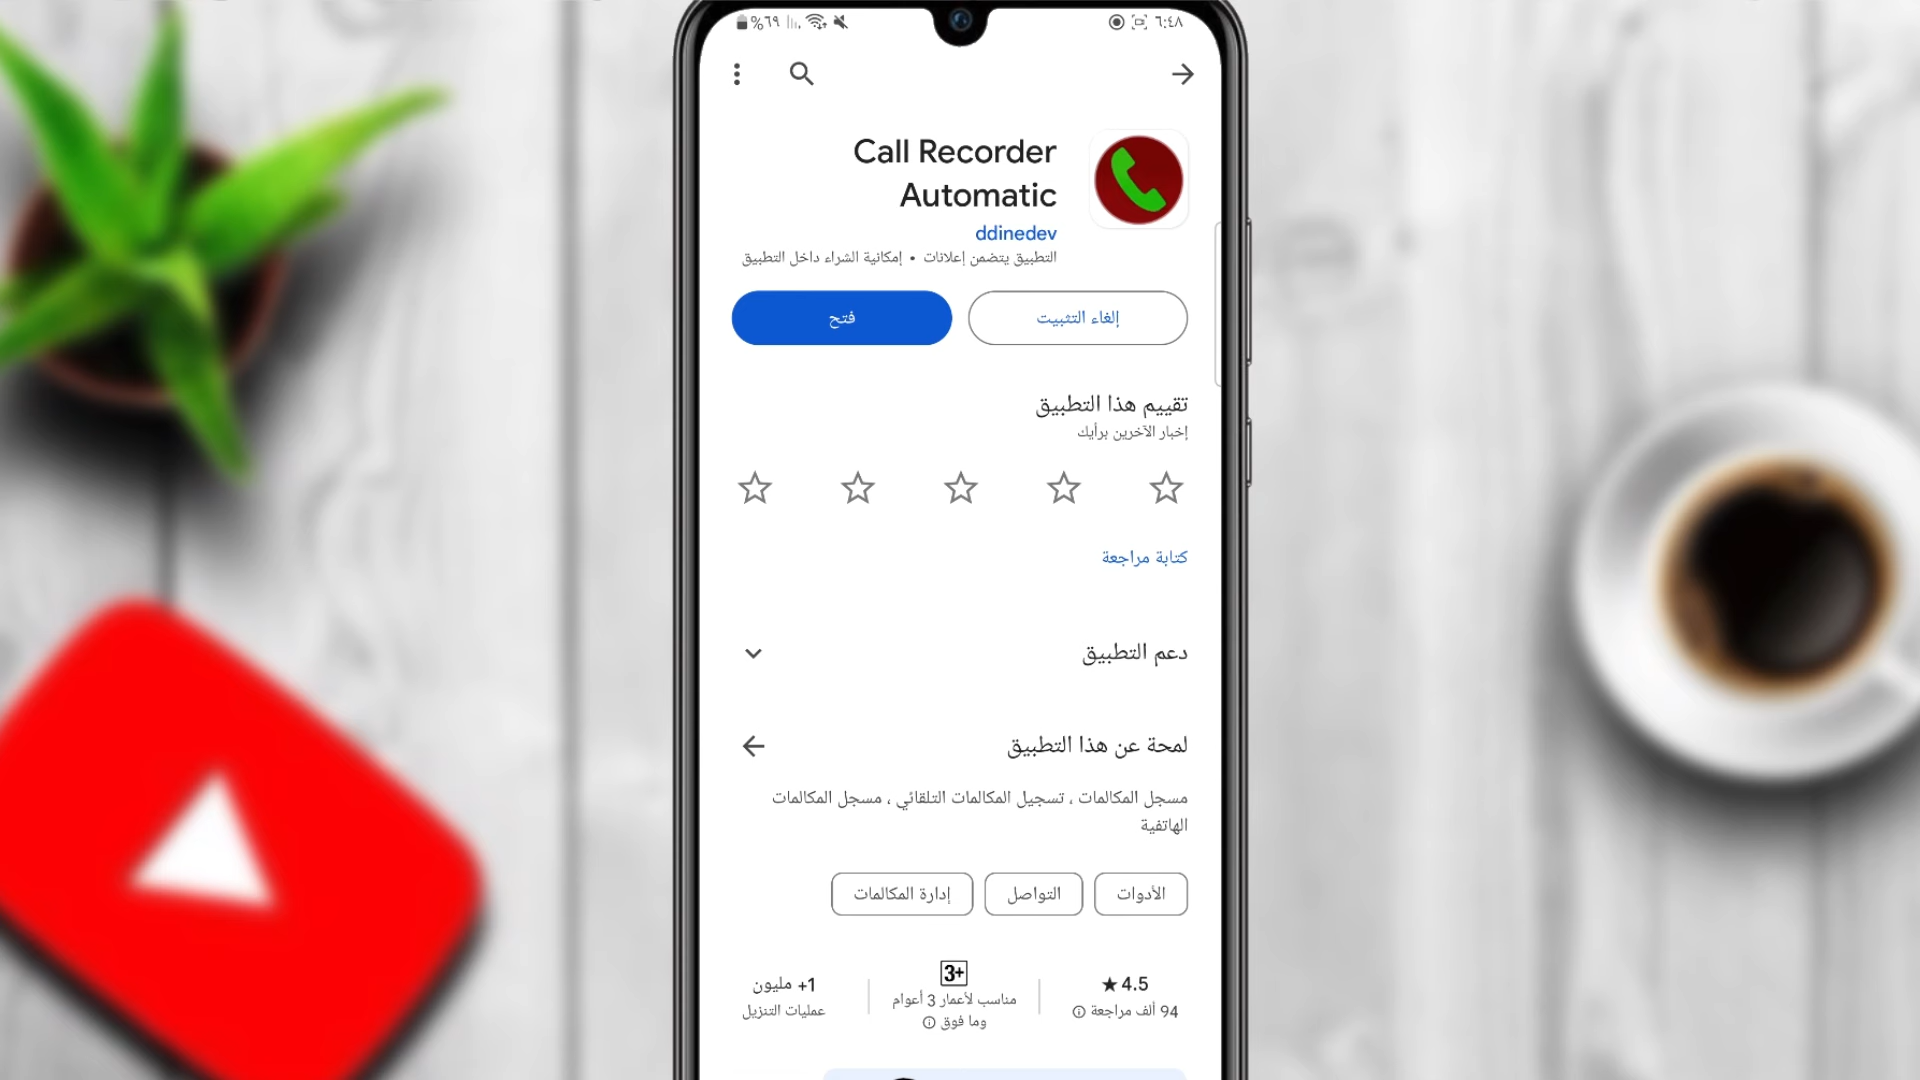 %٦٩ ٦:٤٨
Call Recorder
Automatic
ddinedev
التطبيق يتضمن إعلانات • إمكانية الشراء داخل التطبيق
إلغاء التثبيت
فتح
تقييم هذا التطبيق
إخبار الآخرين برأيك
كتابة مراجعة
دعم التطبيق
لمحة عن هذا التطبيق
مسجل المكالمات ، تسجيل المكالمات التلقائي ، مسجل المكالمات
الهاتفية
الأدوات
التواصل
إدارة المكالمات
4.5 ★
94 ألف مراجعة
3+
مناسب لأعمار 3 أعوام
وما فوق
+1 مليون
عمليات التنزيل